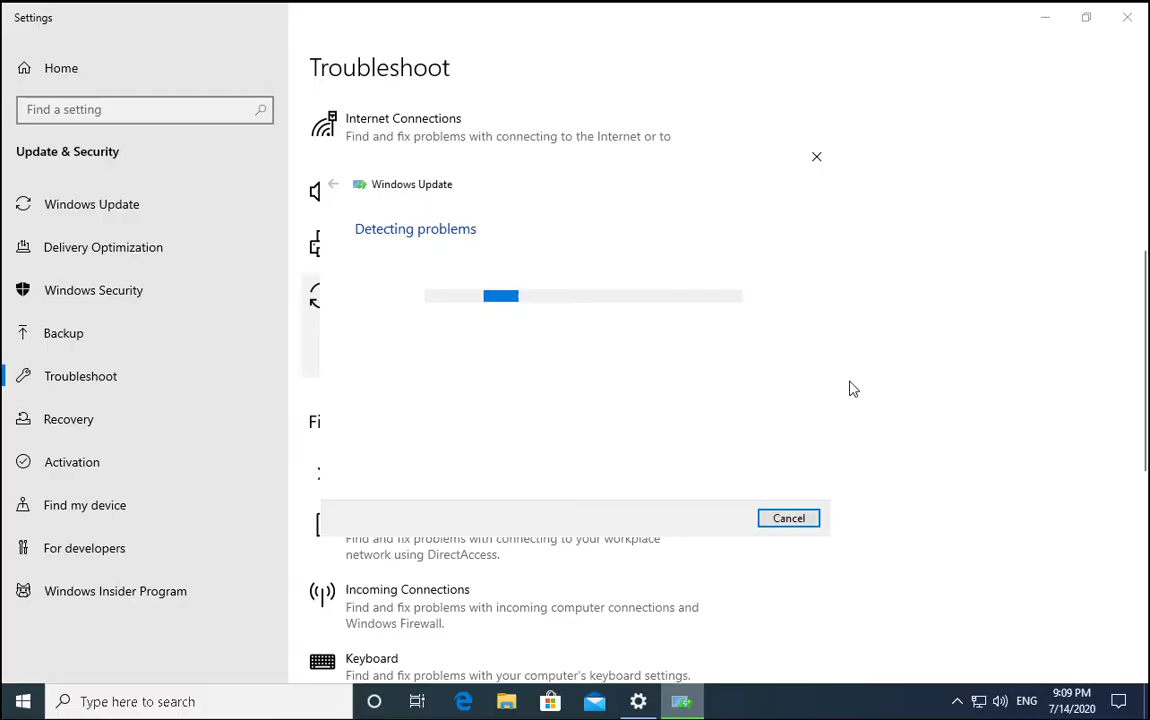 Settings
Home
Find a setting
Update & Security
Windows Update
Delivery Optimization
Windows Security
Backup
Troubleshoot
Recovery
Activation
Find my device
For developers
Windows Insider Program
Troubleshoot
Internet Connections
Find and fix problems with connecting to the Internet or to
Windows Update
Detecting problems
Fi
Cancel
Find and fix problems with connecting to your workplace
network using DirectAccess.
Incoming Connections
Find and fix problems with incoming computer connections and
Windows Firewall.
Keyboard
Find and fix problems with your computer's keyboard settings.
Type here to search
ENG
9:09 PM
7/14/2020